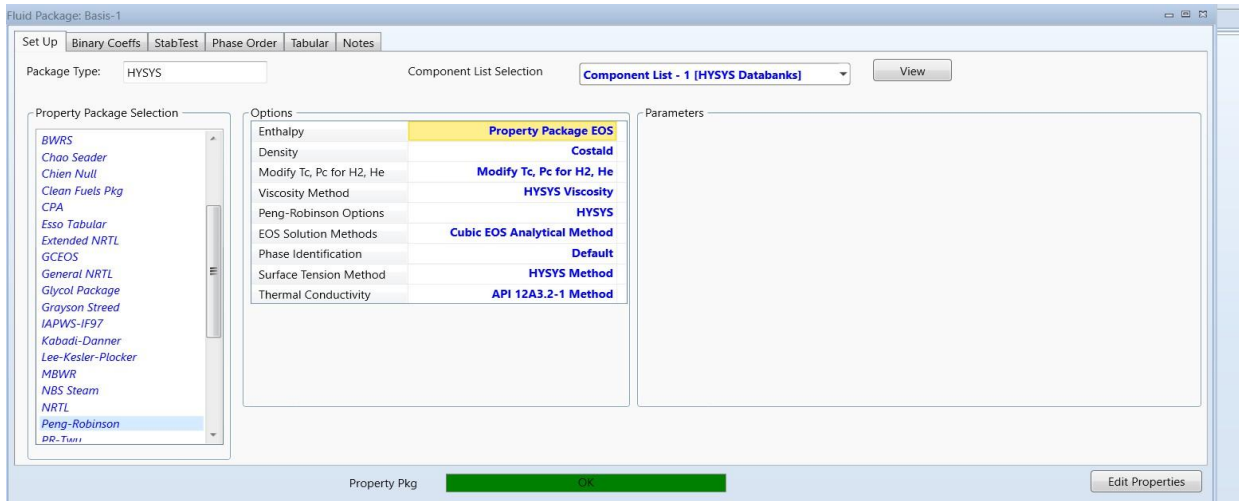 Fluid Package: Basis-1
Set Up Binary Coeffs StabTest Phase Order Tabular Notes
Package Type: HYSYS Component List Selection Component List - 1 [HYSYS Databanks] View
Property Package Selection
BWRS
Chao Seader
Chien Null
Clean Fuels Pkg
CPA
Esso Tabular
Extended NRTL
GCEOS
General NRTL
Glycol Package
Grayson Streed
IAPWS-IF97
Kabadi-Danner
Lee-Kesler-Plocker
MBWR
NBS Steam
NRTL
Peng-Robinson
PR-Twu
Options
Enthalpy Property Package EOS
Density Costald
Modify Tc, Pc for H2, He Modify Tc, Pc for H2, He
Viscosity Method HYSYS Viscosity
Peng-Robinson Options HYSYS
EOS Solution Methods Cubic EOS Analytical Method
Phase Identification Default
Surface Tension Method HYSYS Method
Thermal Conductivity API 12A3.2-1 Method
Parameters
Property Pkg OK Edit Properties